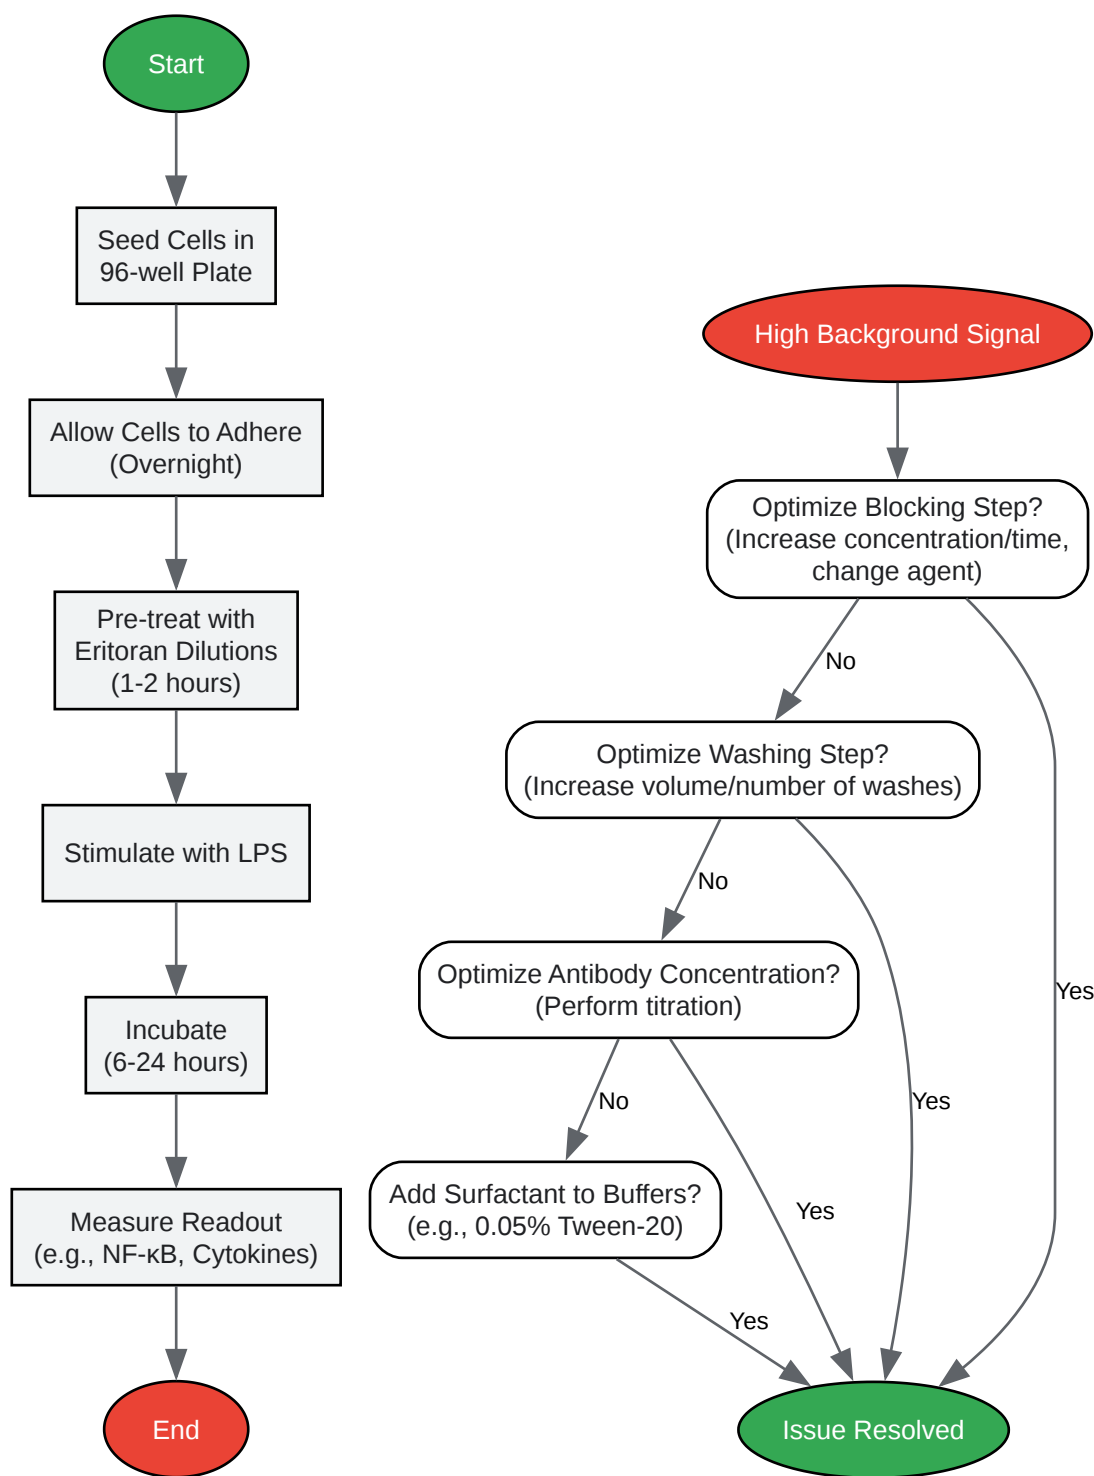 Start
Seed Cells in
96-well Plate
Allow Cells to Adhere
(Overnight)
Pre-treat with
Eritoran Dilutions
(1-2 hours)
Stimulate with LPS
Incubate
(6-24 hours)
Measure Readout
(e.g., NF-κB, Cytokines)
End
High Background Signal
Optimize Blocking Step?
(Increase concentration/time,
change agent)
No
Yes
Optimize Washing Step?
(Increase volume/number of washes)
No
Yes
Optimize Antibody Concentration?
(Perform titration)
No
Yes
Add Surfactant to Buffers?
(e.g., 0.05% Tween-20)
Yes
Issue Resolved